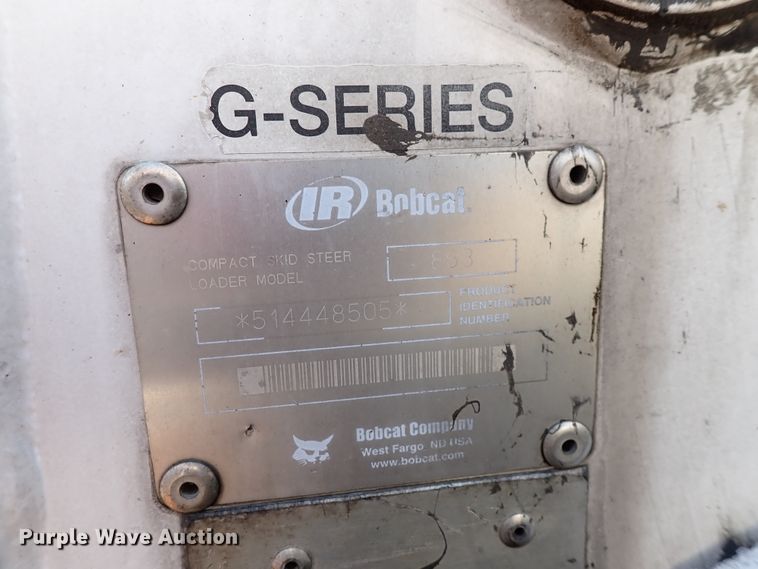 G-SERIES
IR Bobcat.
COMPACT SKID STEER
LOADER MODEL
PRODUCT
IDENTIFICATION
NUMBER
*514448505*
Bobcat Company
West Fargo ND USA
www.bobcat.com
Purple Wave Auction